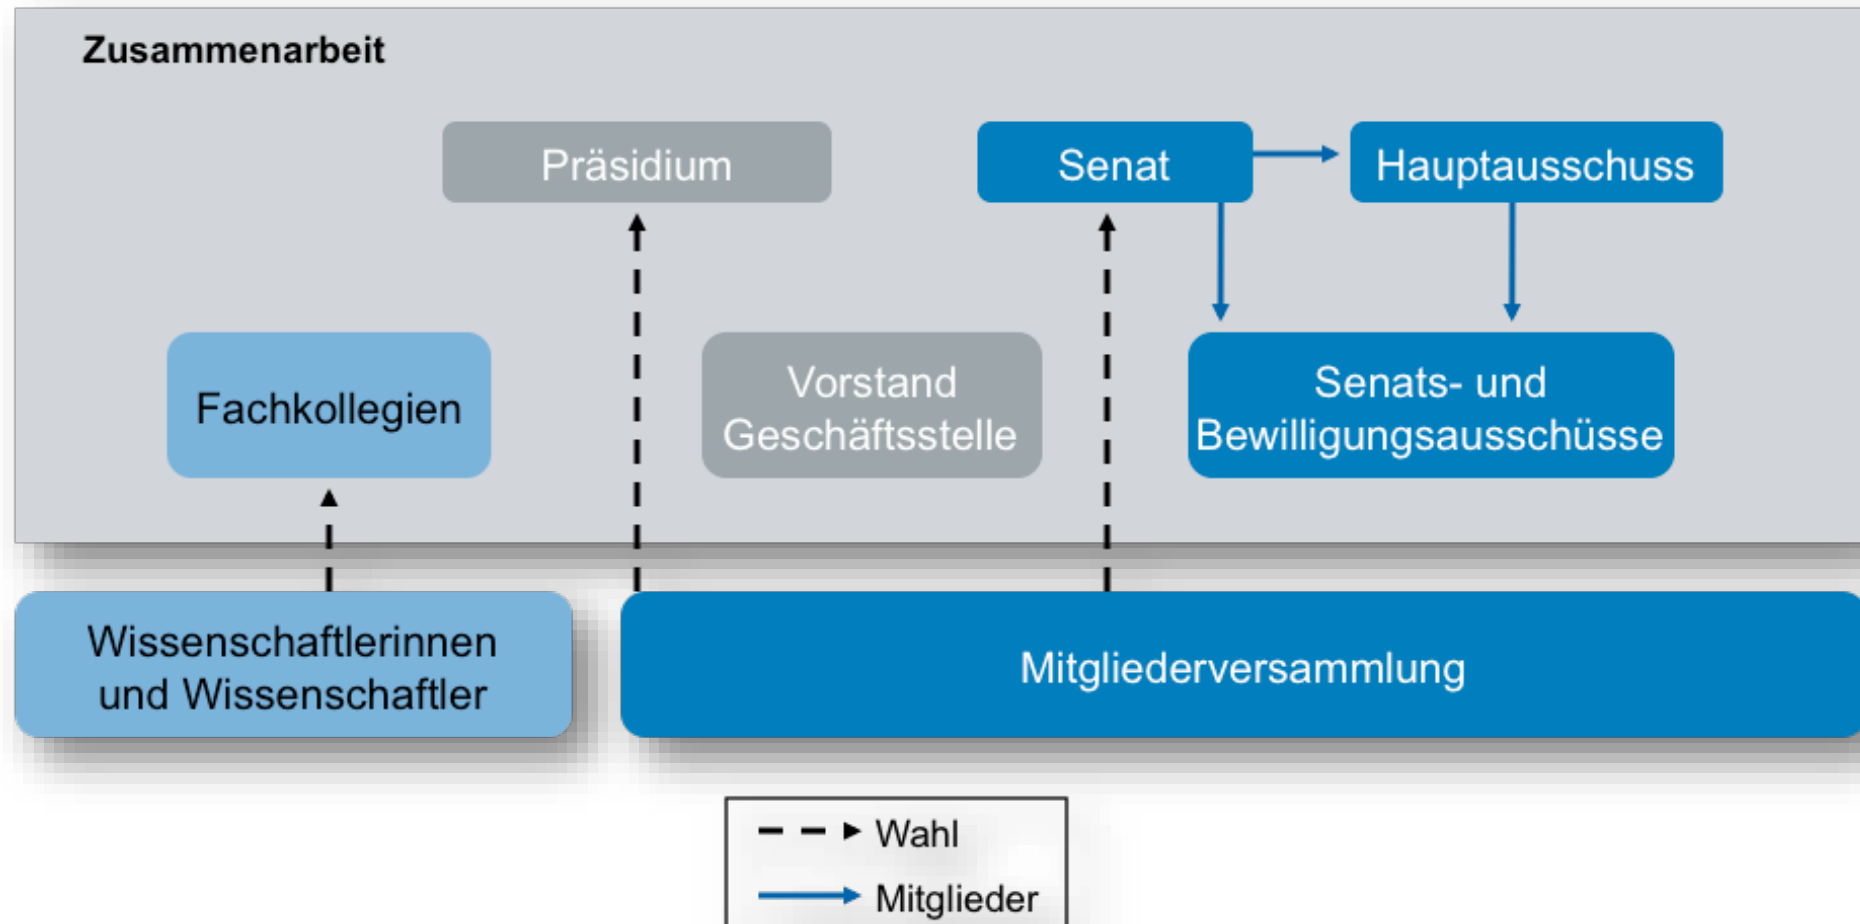 Zusammenarbeit
Präsidium
Senat
Hauptausschuss
Fachkollegien
Vorstand
Geschäftsstelle
Senats- und
Bewilligungsausschüsse
Wissenschaftlerinnen
und Wissenschaftler
Mitgliederversammlung
Wahl
Mitglieder